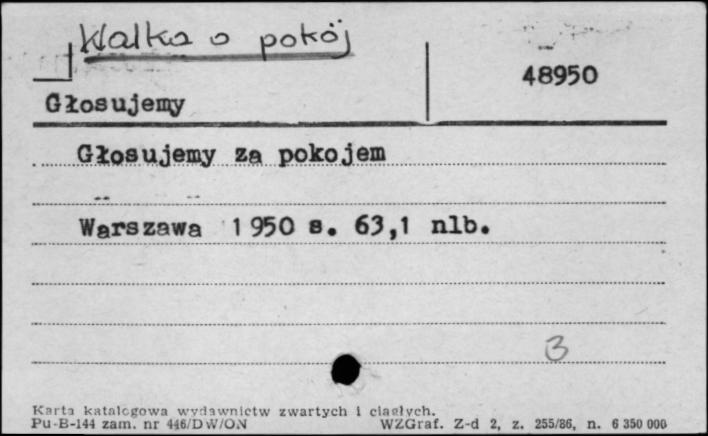 Walka o pokój
48950
Głosujemy
Głosujemy za pokojem
Warszawa 1950 s. 63,1 nlb.
3
Karta katalogowa wydawnictw zwartych i ciągłych.
Pu-B-144 zam. nr 446/DW/ON WZGraf. Z-d 2, z. 255/86, n. 6 350 000